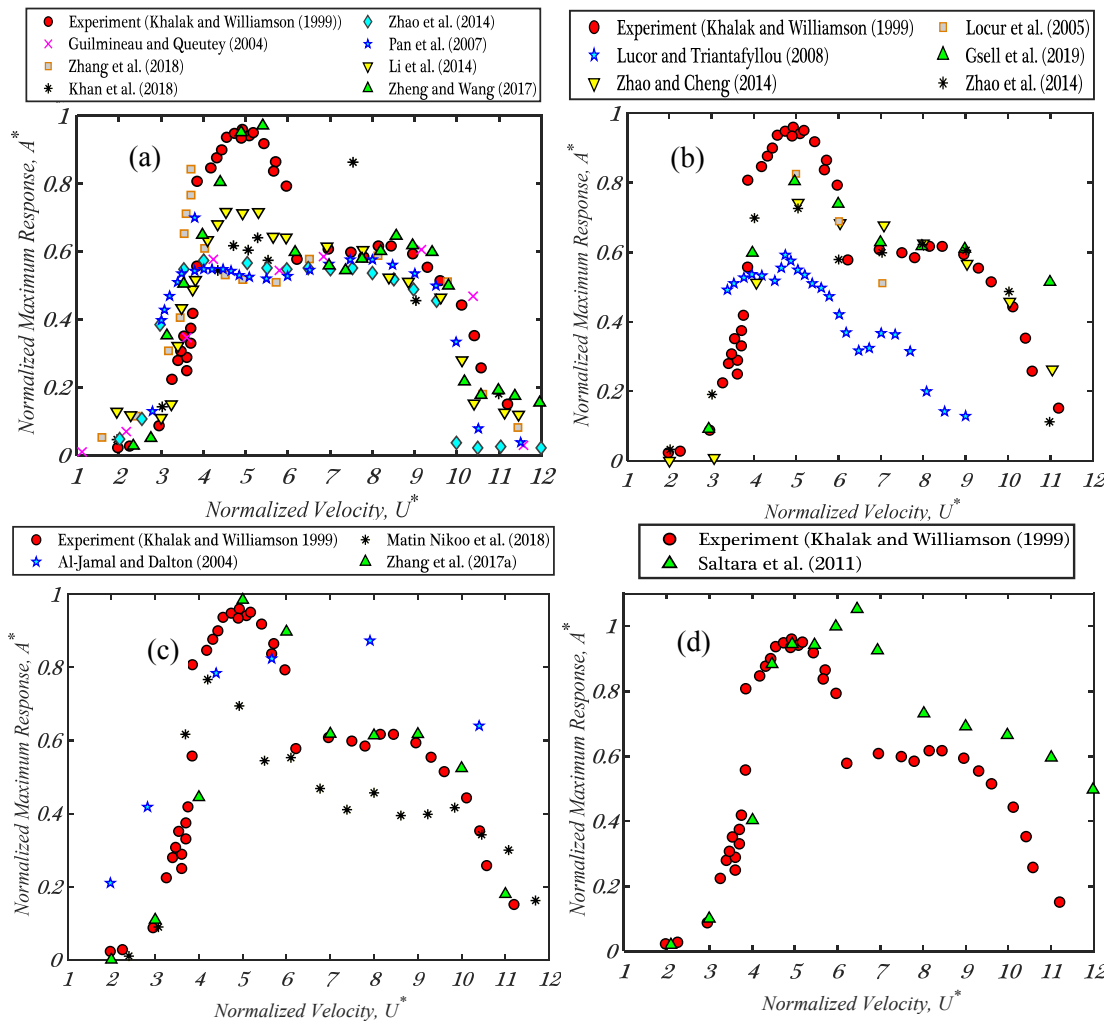 Experiment (Khalak and Williamson (1999)
Guilmineau and Queutey (2004)
Zhang et al. (2018)
Khan et al. (2018)
Zhao et al. (2014)
Pan et al. (2007)
Li et al. (2014)
Zheng and Wang (2017)
(a)
Normalized Maximum Response, A*
0 0.2 0.4 0.6 0.8 1
1 2 3 4 5 6 7 8 9 10 11 12
Normalized Velocity, U*
Experiment (Khalak and Williamson (1999)
Lucor and Triantafyllou (2008)
Zhao and Cheng (2014)
Locur et al. (2005)
Gsell et al. (2019)
Zhao et al. (2014)
(b)
Normalized Maximum Response, A*
0 0.2 0.4 0.6 0.8 1
1 2 3 4 5 6 7 8 9 10 11 12
Normalized Velocity, U*
Experiment (Khalak and Williamson 1999)
Al-Jamal and Dalton (2004)
Matin Nikoo et al. (2018)
Zhang et al. (2017a)
(c)
Normalized Maximum Response, A*
0 0.2 0.4 0.6 0.8 1
1 2 3 4 5 6 7 8 9 10 11 12
Normalized Velocity, U*
Experiment (Khalak and Williamson (1999)
Saltara et al. (2011)
(d)
Normalized Maximum Response, A*
0 0.2 0.4 0.6 0.8 1
1 2 3 4 5 6 7 8 9 10 11 12
Normalized Velocity, U*